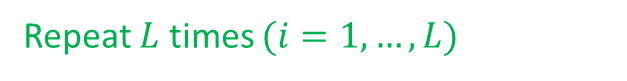 Repeat 𝐿 times (𝑖 = 1, … , 𝐿)